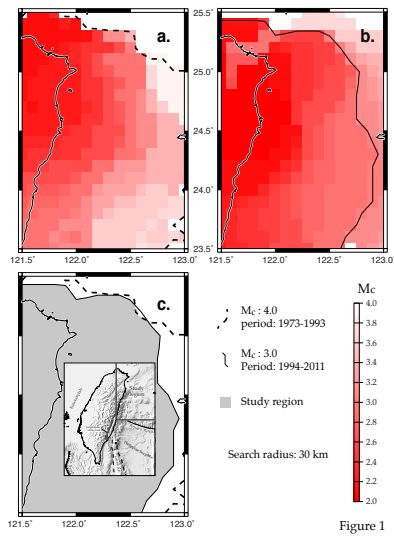 a.
b.
25.5˚
25.0˚
24.5˚
24.0˚
23.5˚
121.5˚ 122.0˚ 122.5˚ 123.0˚
121.5˚ 122.0˚ 122.5˚ 123.0˚
c.
Study
Region
121.5˚ 122.0˚ 122.5˚ 123.0˚
Mc : 4.0
period: 1973-1993
Mc : 3.0
Period: 1994-2011
Study region
Search radius: 30 km
Mc
4.0
3.8
3.6
3.4
3.2
3.0
2.8
2.6
2.4
2.2
2.0
Figure 1